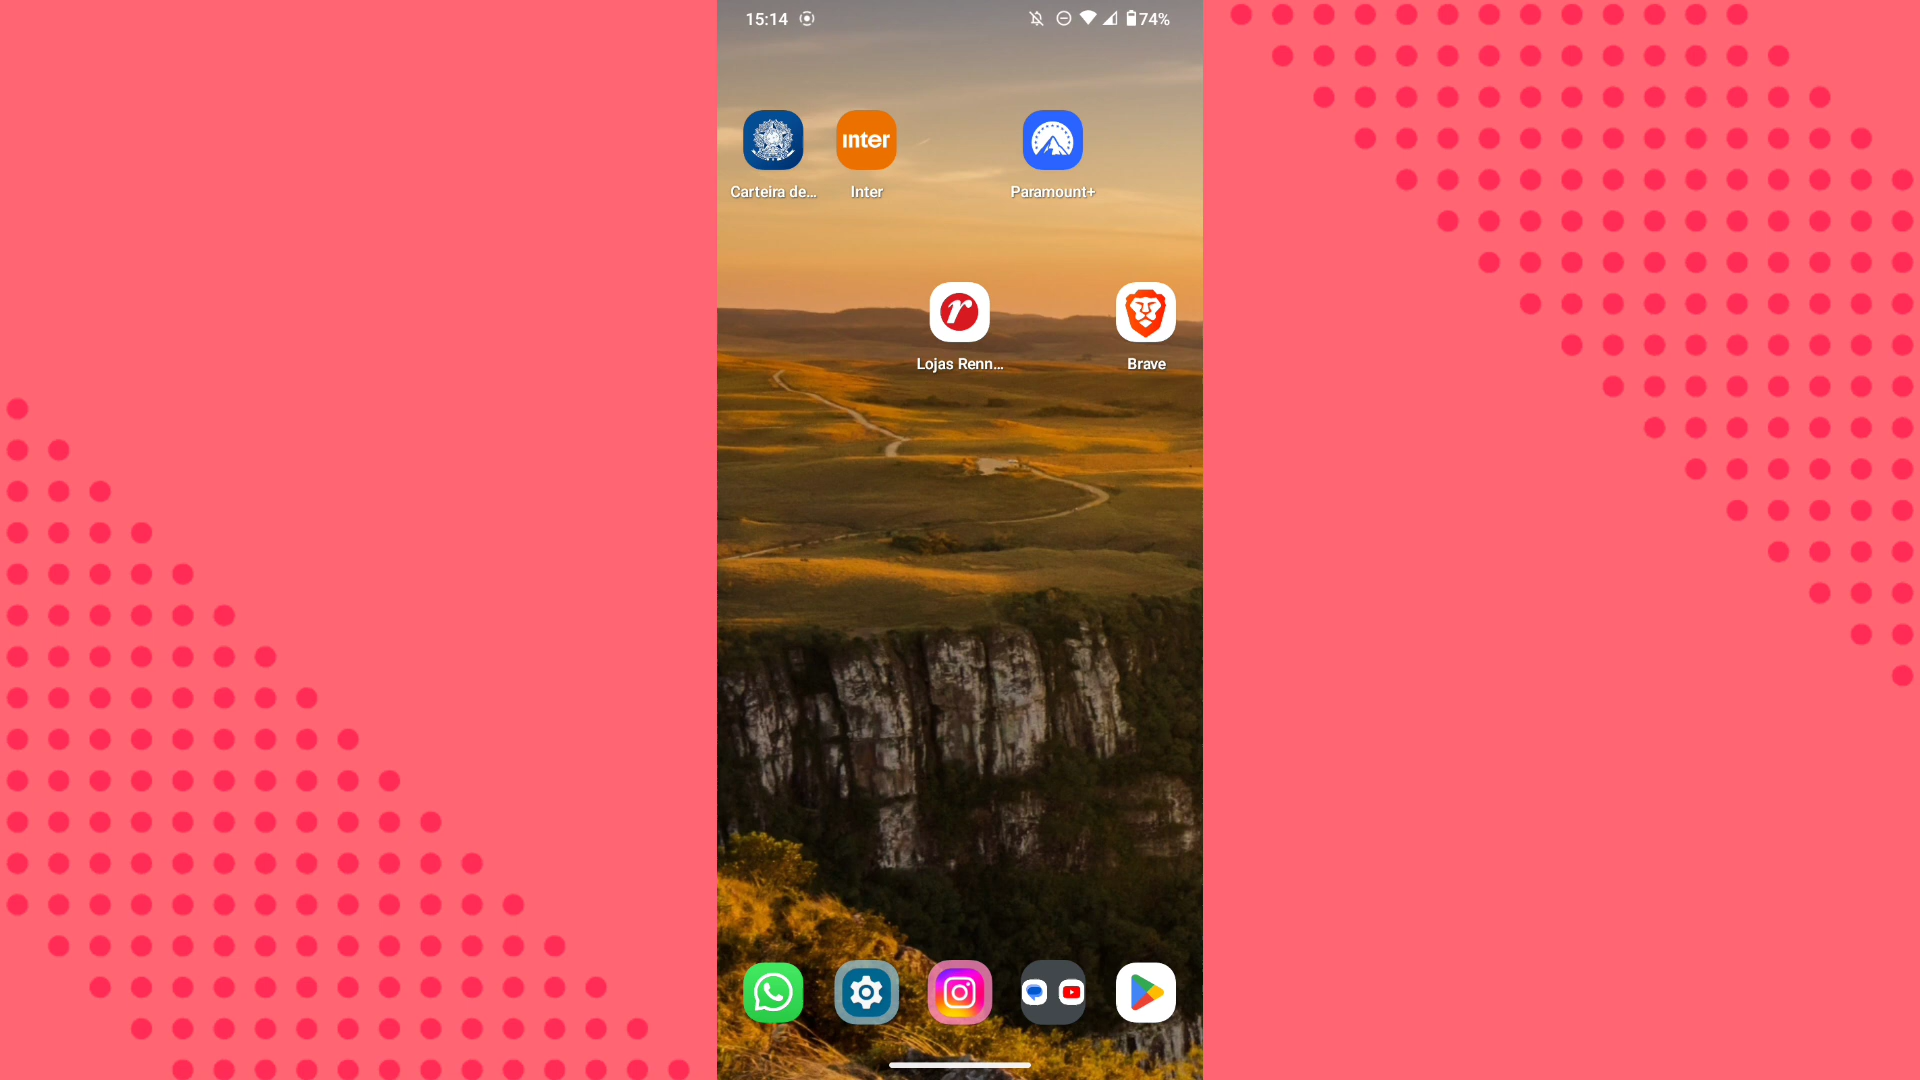 15:14 74%
inter
Carteira de... Inter Paramount+
r
Lojas Renn... Brave